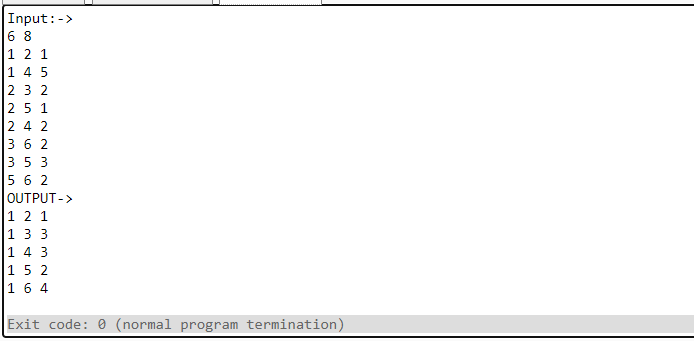 Input:->
6 8
1 2 1
1 4 5
2 3 2
2 5 1
2 4 2
3 6 2
3 5 3
5 6 2
OUTPUT->
1 2 1
1 3 3
1 4 3
1 5 2
1 6 4
Exit code: 0 (normal program termination)